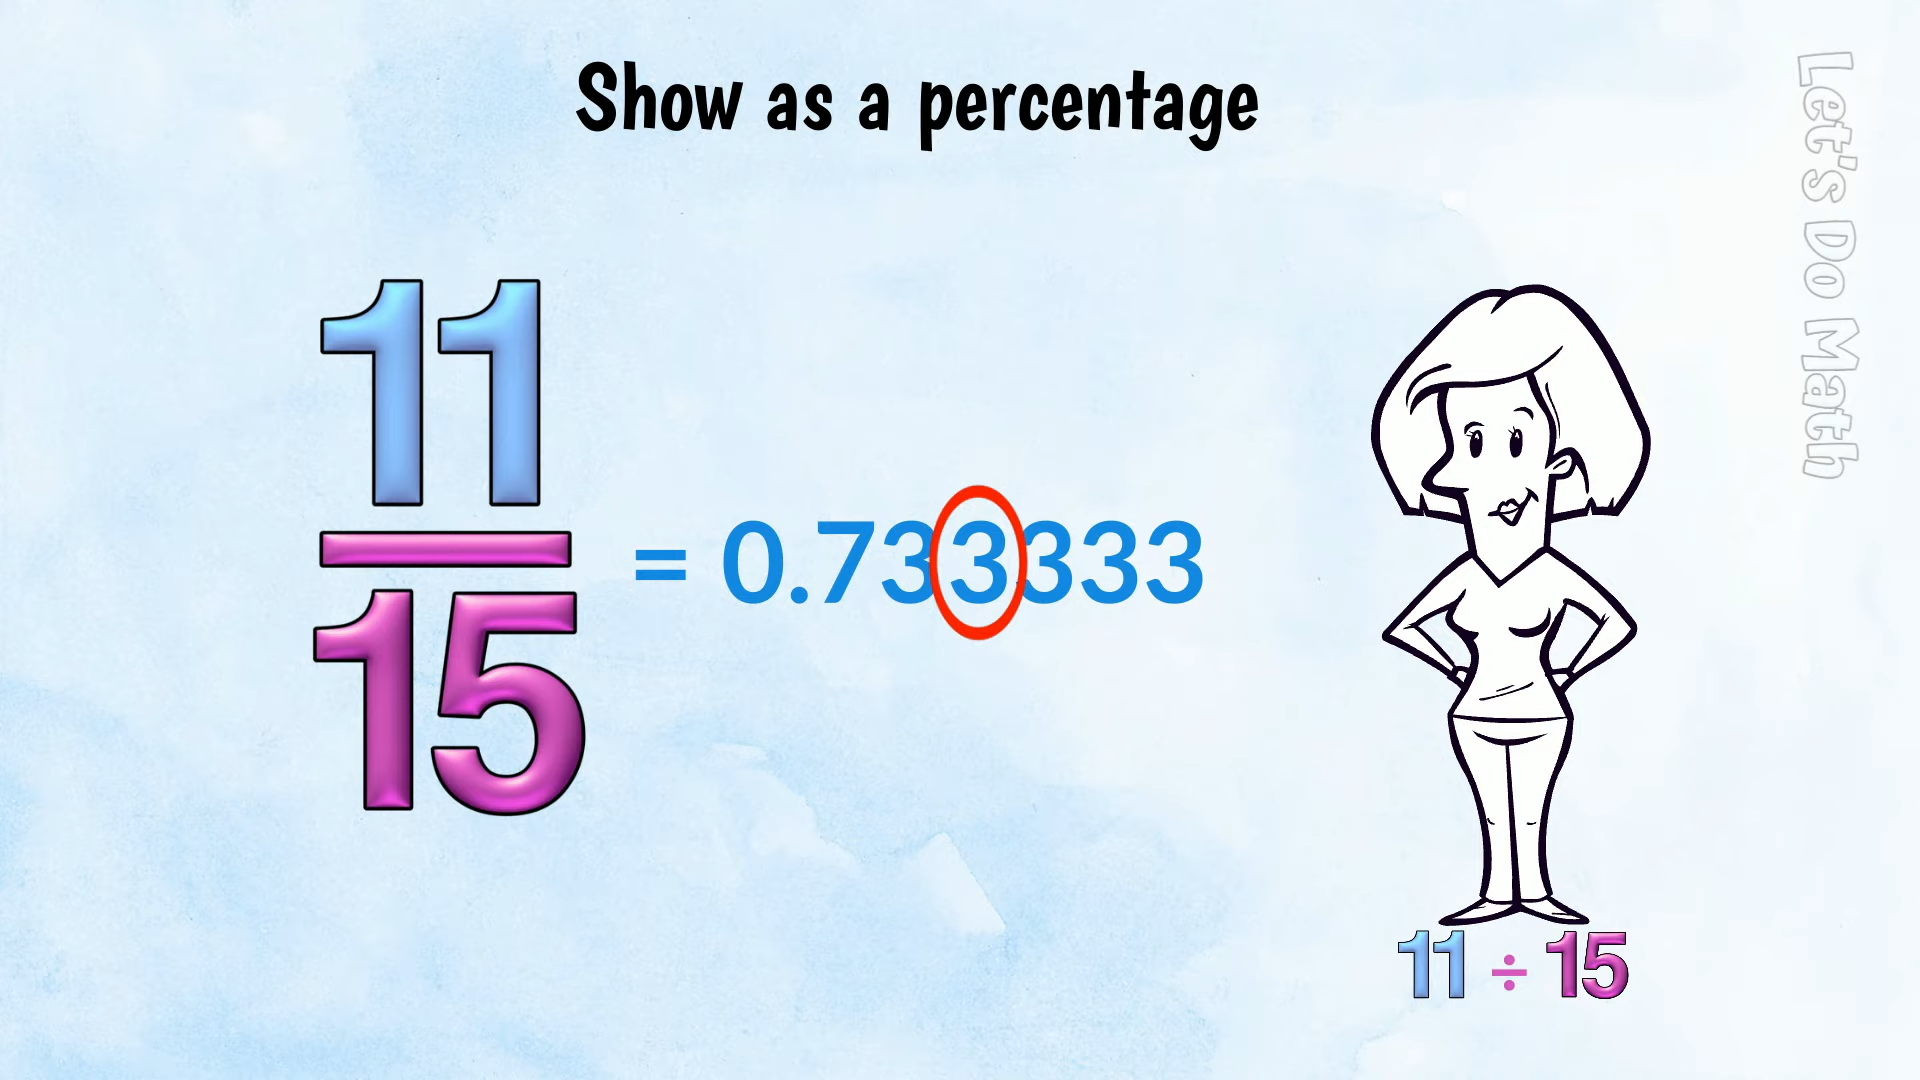 Show as a percentage
11
15
= 0.733333
11 ÷ 15
Let's Do Math